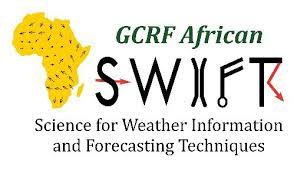 GCRF African
SWIFT
Science for Weather Information
and Forecasting Techniques